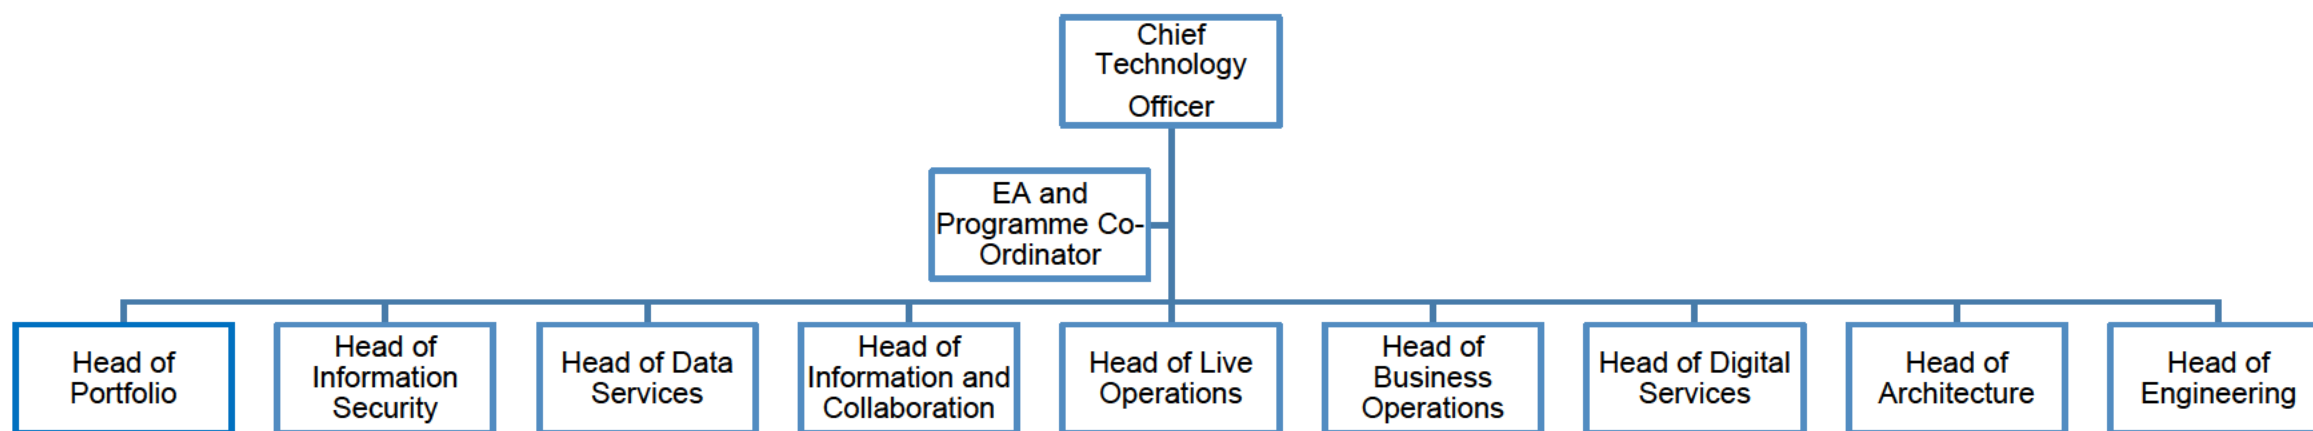 Chief
Technology
Officer
EA and
Programme Co-
Ordinator
Head of
Portfolio
Head of
Information
Security
Head of Data
Services
Head of
Information and
Collaboration
Head of Live
Operations
Head of
Business
Operations
Head of Digital
Services
Head of
Architecture
Head of
Engineering